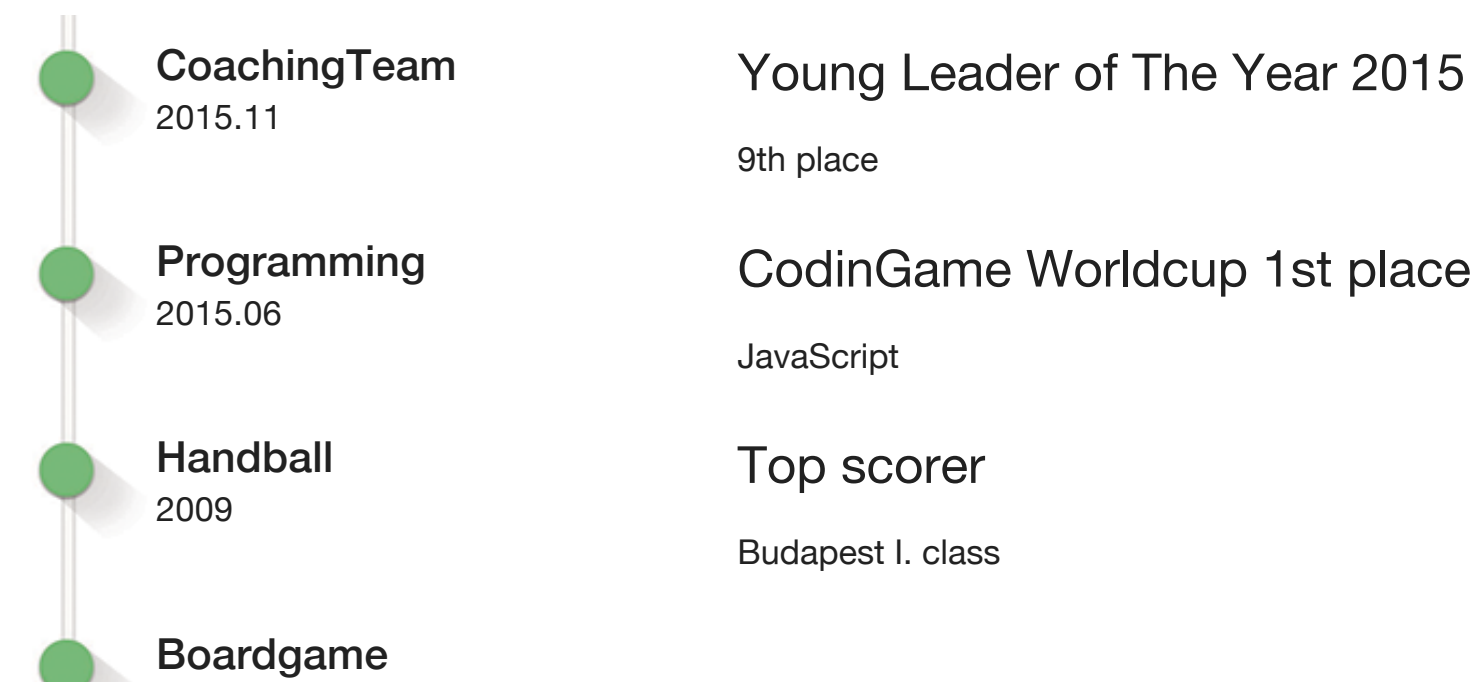 CoachingTeam
2015.11
Young Leader of The Year 2015
9th place
Programming
2015.06
CodinGame Worldcup 1st place
JavaScript
Handball
2009
Top scorer
Budapest I. class
Boardgame